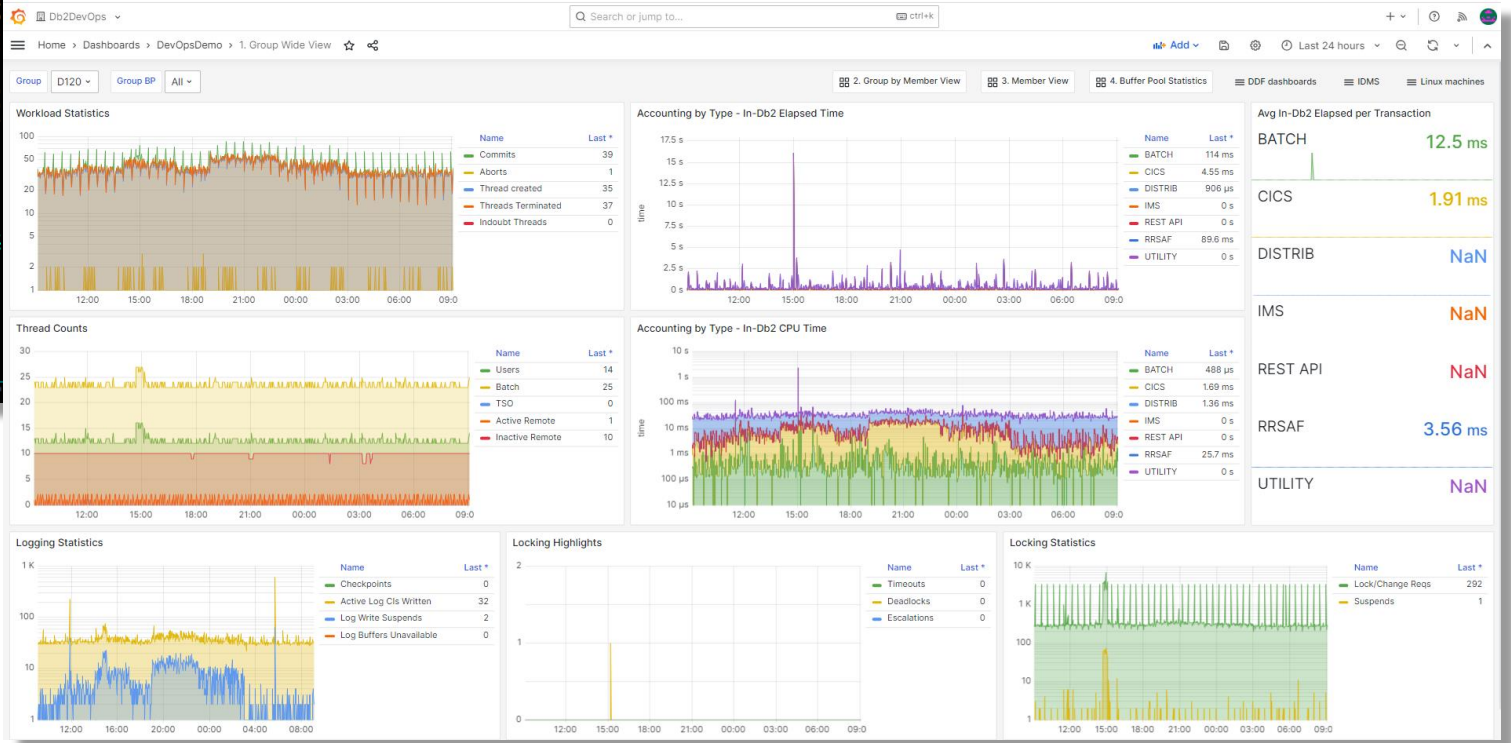 Db2DevOps
Search or jump to...
ctrl+k
Home › Dashboards › DevOpsDemo › 1. Group Wide View
Add
Last 24 hours
Group D120 Group BP All
2. Group by Member View 3. Member View 4. Buffer Pool Statistics DDF dashboards IDMS Linux machines
Workload Statistics
100
50
20
10
5
2
1
12:00 15:00 18:00 21:00 00:00 03:00 06:00 09:0
Name Last *
Commits 39
Aborts 1
Thread created 35
Threads Terminated 37
Indoubt Threads 0
Accounting by Type - In-Db2 Elapsed Time
time
17.5 s
15 s
12.5 s
10 s
7.5 s
5 s
2.5 s
0 s
12:00 15:00 18:00 21:00 00:00 03:00 06:00 09:0
Name Last *
BATCH 114 ms
CICS 4.55 ms
DISTRIB 906 µs
IMS 0 s
REST API 0 s
RRSAF 89.6 ms
UTILITY 0 s
Avg In-Db2 Elapsed per Transaction
BATCH 12.5 ms
CICS 1.91 ms
DISTRIB NaN
IMS NaN
REST API NaN
RRSAF 3.56 ms
UTILITY NaN
Thread Counts
30
25
20
15
10
5
0
12:00 15:00 18:00 21:00 00:00 03:00 06:00 09:0
Name Last *
Users 14
Batch 25
TSO 0
Active Remote 1
Inactive Remote 10
Accounting by Type - In-Db2 CPU Time
time
10 s
1 s
100 ms
10 ms
1 ms
100 µs
10 µs
12:00 15:00 18:00 21:00 00:00 03:00 06:00 09:0
Name Last *
BATCH 488 µs
CICS 1.69 ms
DISTRIB 1.36 ms
IMS 0 s
REST API 0 s
RRSAF 25.7 ms
UTILITY 0 s
Logging Statistics
1 K
100
10
1
12:00 16:00 20:00 00:00 04:00 08:00
Name Last *
Checkpoints 0
Active Log CIs Written 32
Log Write Suspends 2
Log Buffers Unavailable 0
Locking Highlights
2
1
0
12:00 15:00 18:00 21:00 00:00 03:00 06:00 09:0
Name Last *
Timeouts 0
Deadlocks 0
Escalations 0
Locking Statistics
10 K
1 K
100
10
1
12:00 15:00 18:00 21:00 00:00 03:00 06:00 09:0
Name Last *
Lock/Change Reqs 292
Suspends 1